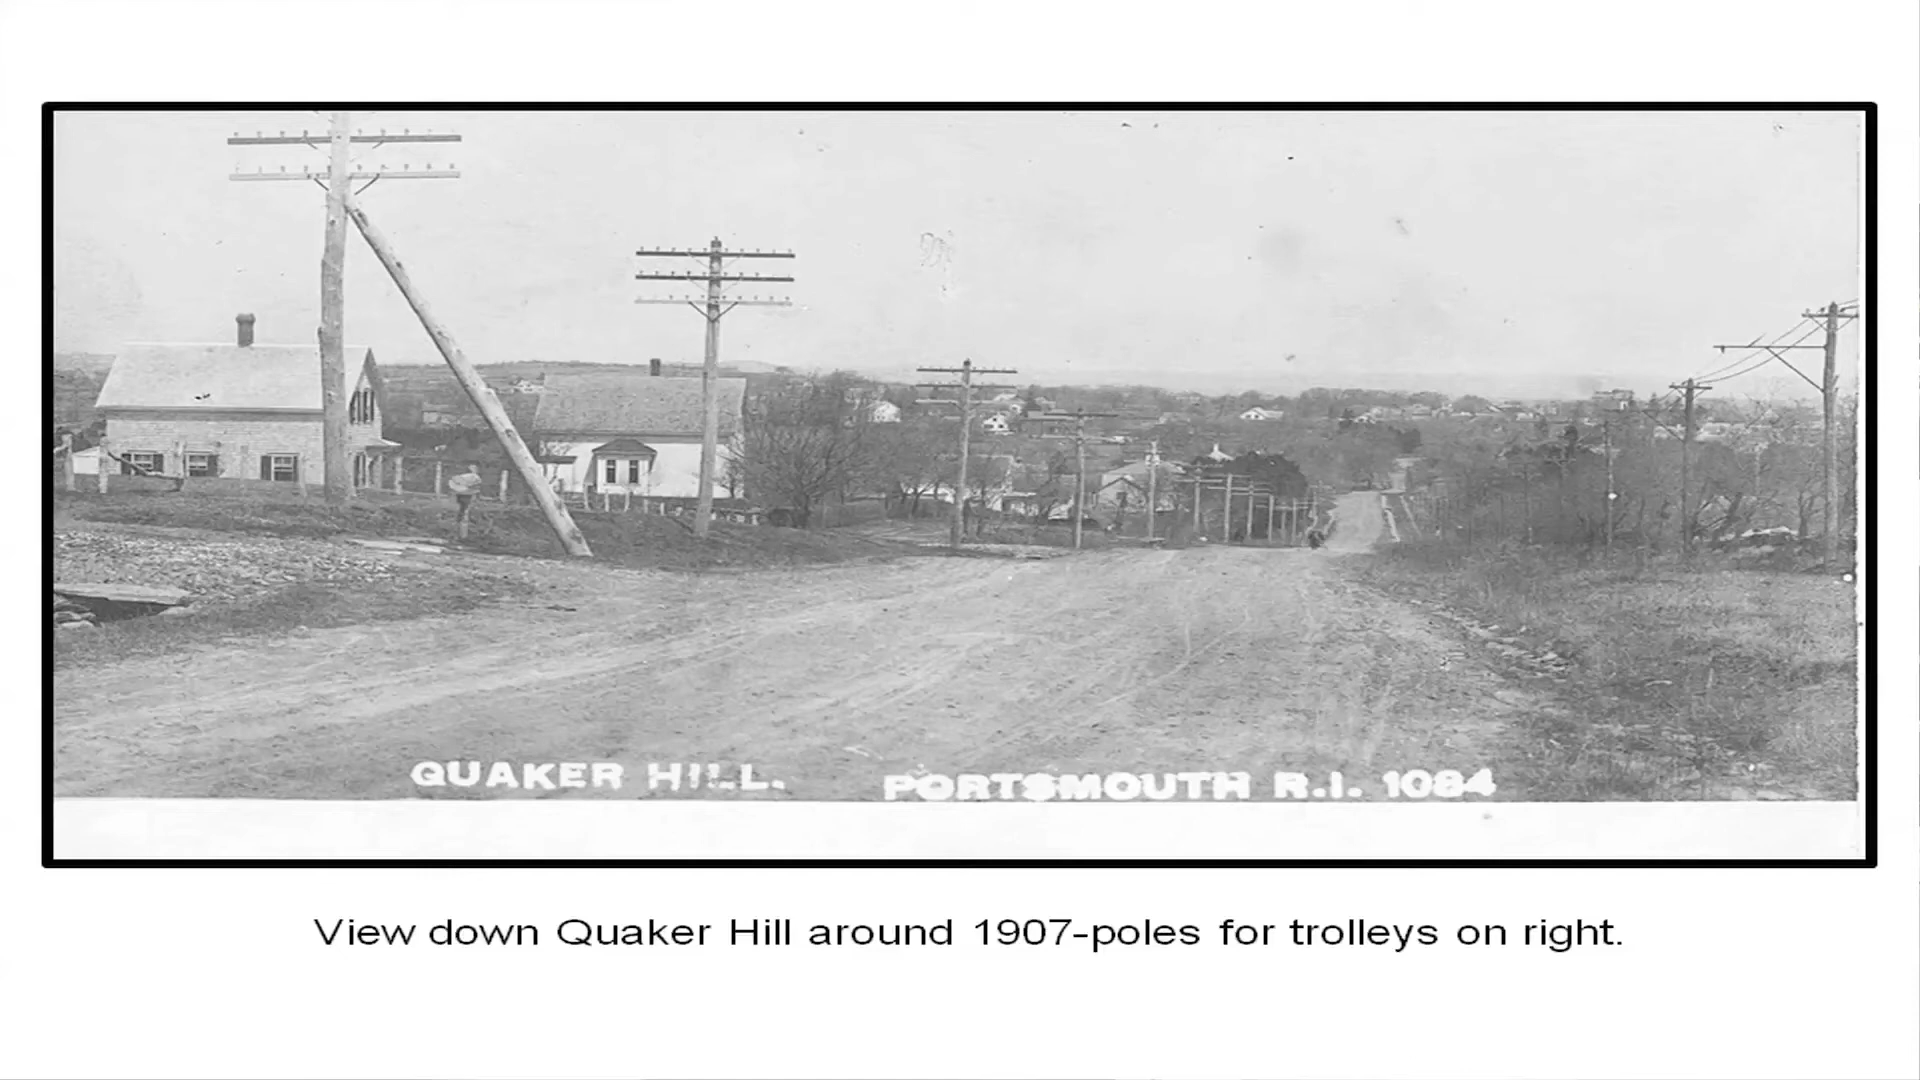 QUAKER HILL. PORTSMOUTH R.I. 1084
View down Quaker Hill around 1907-poles for trolleys on right.